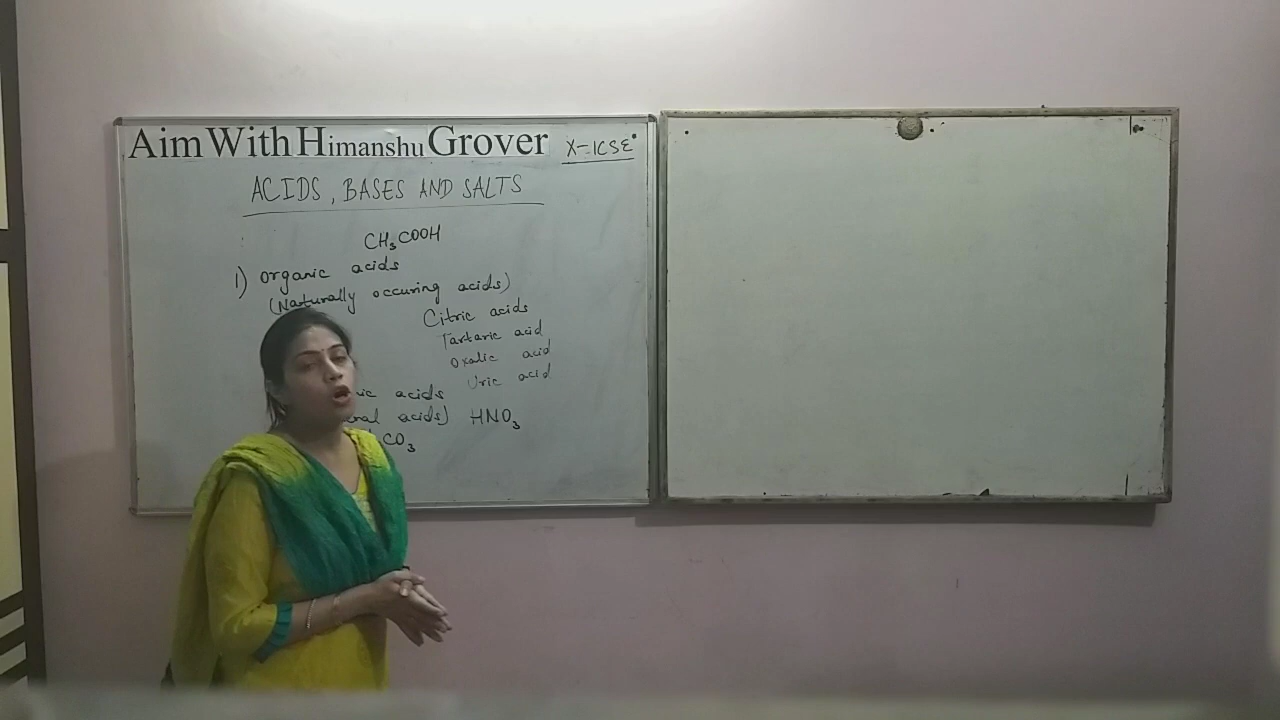 Aim With Himanshu Grover X-ICSE
ACIDS, BASES AND SALTS
CH3COOH
1) Organic acids
(Naturally occuring acids)
Citric acids
Tartaric acid
Oxalic acid
Uric acid
acids
acids) HNO3
CO3